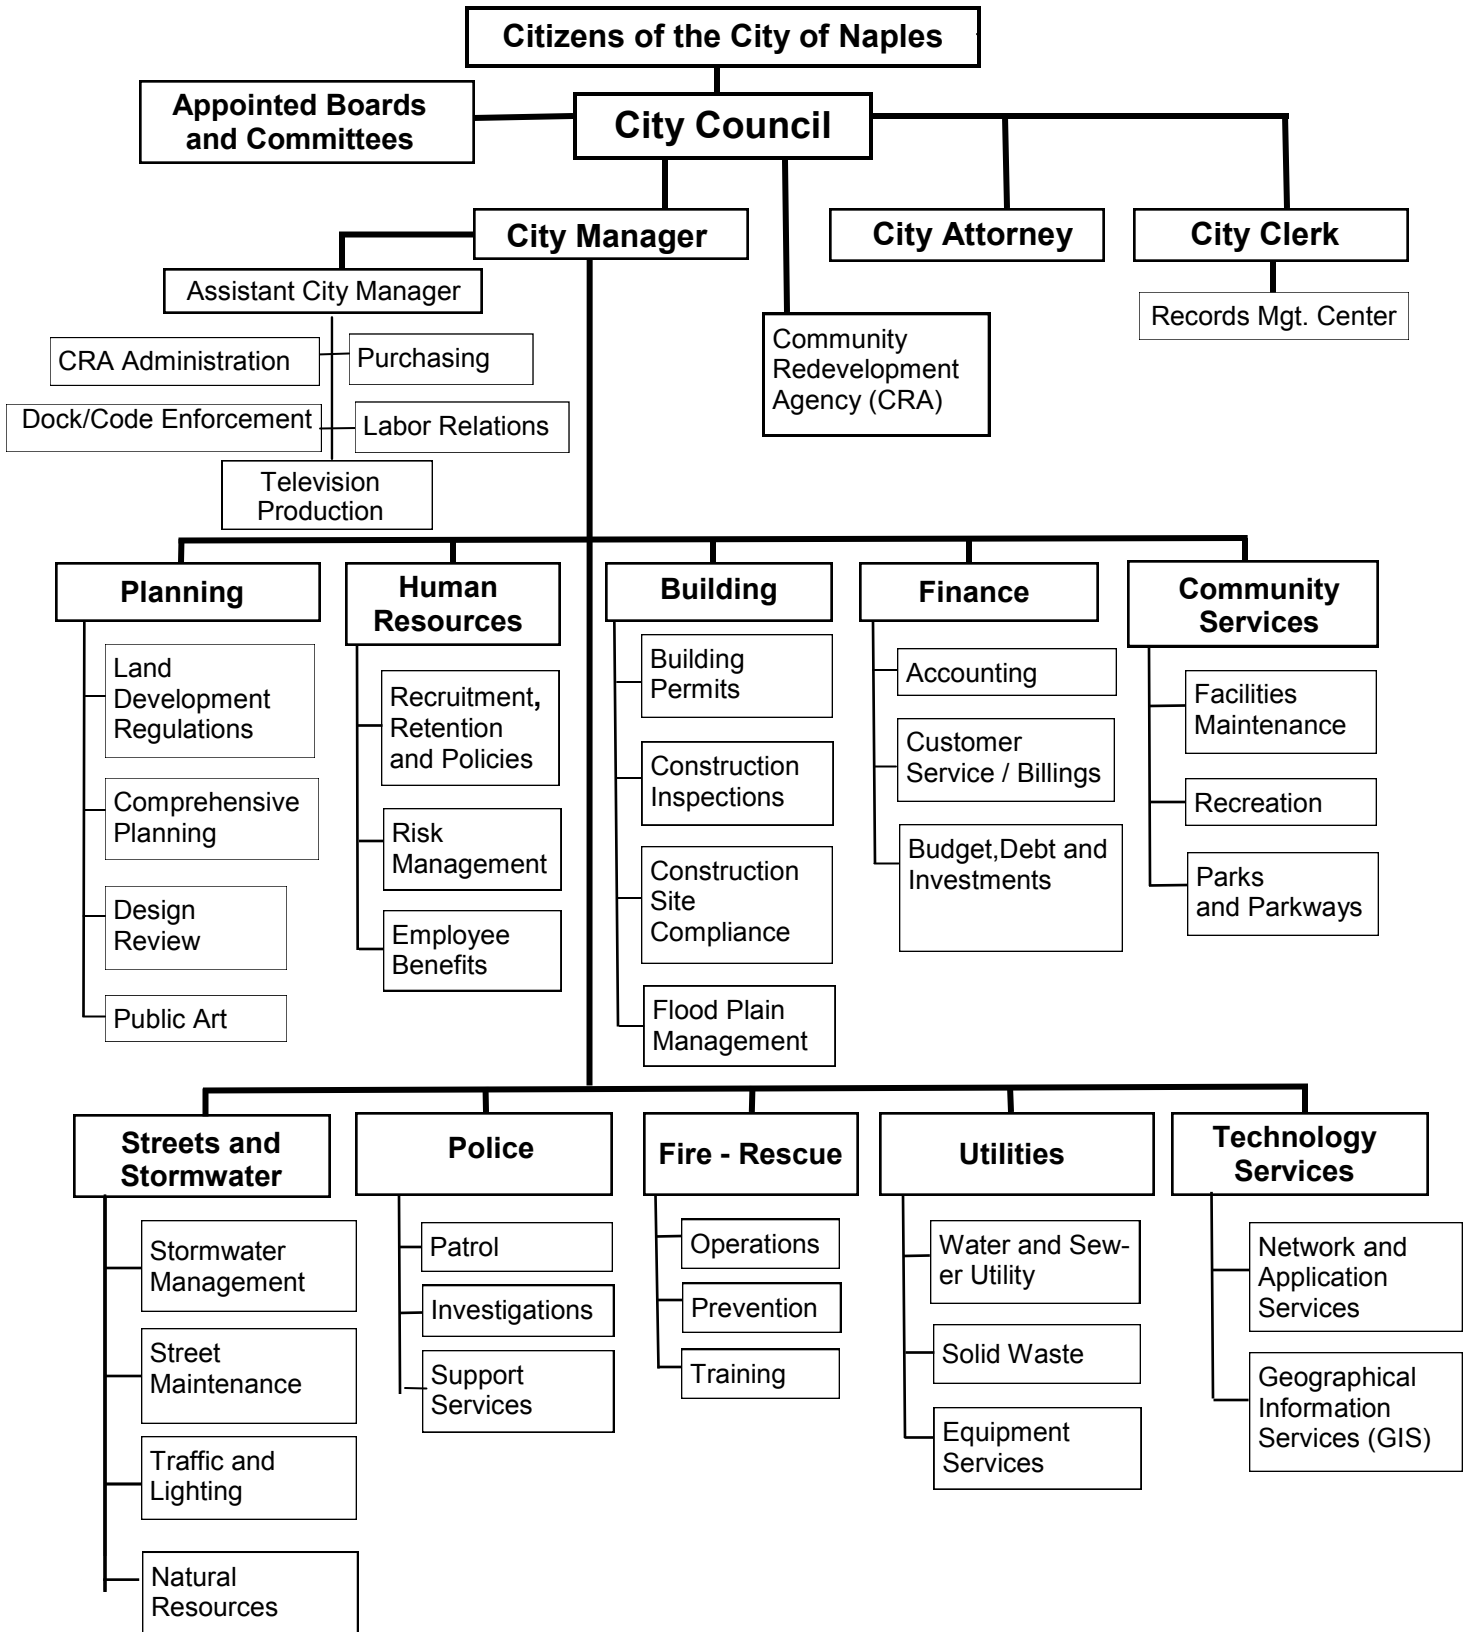 Citizens of the City of Naples
Appointed Boards
and Committees
City Council
City Manager
City Attorney
City Clerk
Assistant City Manager
Records Mgt. Center
Community
Redevelopment
Agency (CRA)
CRA Administration
Purchasing
Dock/Code Enforcement
Labor Relations
Television
Production
Planning
Land
Development
Regulations
Comprehensive
Planning
Design
Review
Public Art
Human
Resources
Recruitment,
Retention
and Policies
Risk
Management
Employee
Benefits
Building
Building
Permits
Construction
Inspections
Construction
Site
Compliance
Flood Plain
Management
Finance
Accounting
Customer
Service / Billings
Budget,Debt and
Investments
Community
Services
Facilities
Maintenance
Recreation
Parks
and Parkways
Streets and
Stormwater
Stormwater
Management
Street
Maintenance
Traffic and
Lighting
Natural
Resources
Police
Patrol
Investigations
Support
Services
Fire - Rescue
Operations
Prevention
Training
Utilities
Water and Sew-
er Utility
Solid Waste
Equipment
Services
Technology
Services
Network and
Application
Services
Geographical
Information
Services (GIS)